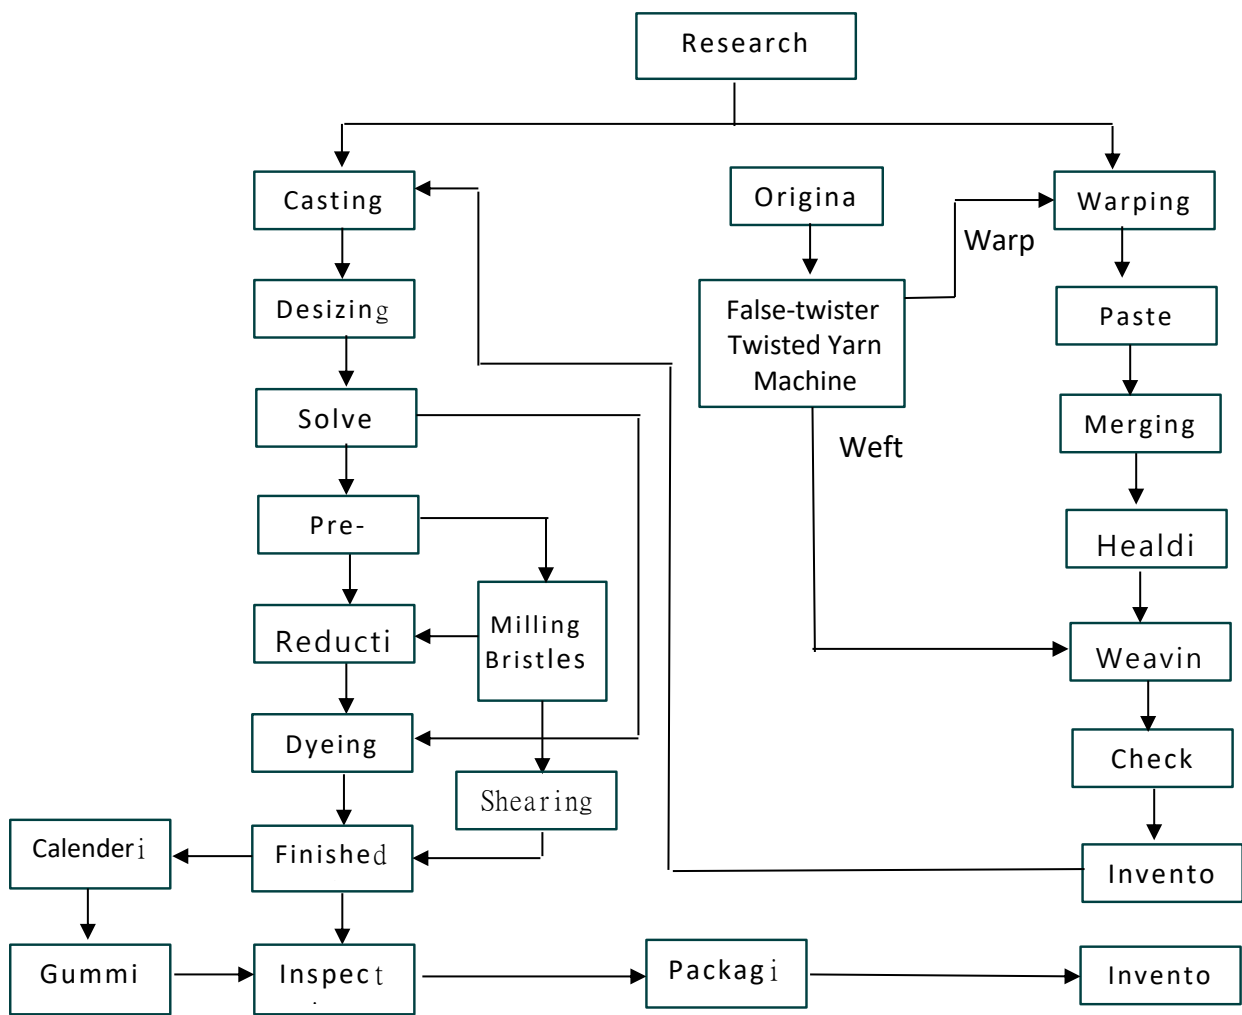 Research
Casting
Origina
Warping
Warp
Desizing
False-twister
Twisted Yarn
Machine
Paste
Solve
Merging
Weft
Pre-
Healdi
Milling
Bristles
Reducti
Weavin
Dyeing
Check
Shearing
Calenderi
Finished
Invento
Gummi
Inspect
Packagi
Invento